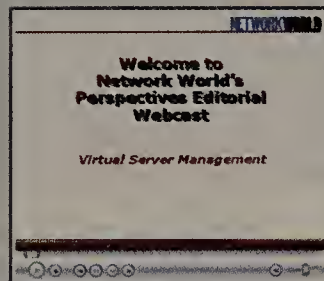 NETWORKWORLD
Welcome to
Network World's
Perspectives Editorial
Webcast
Virtual Server Management